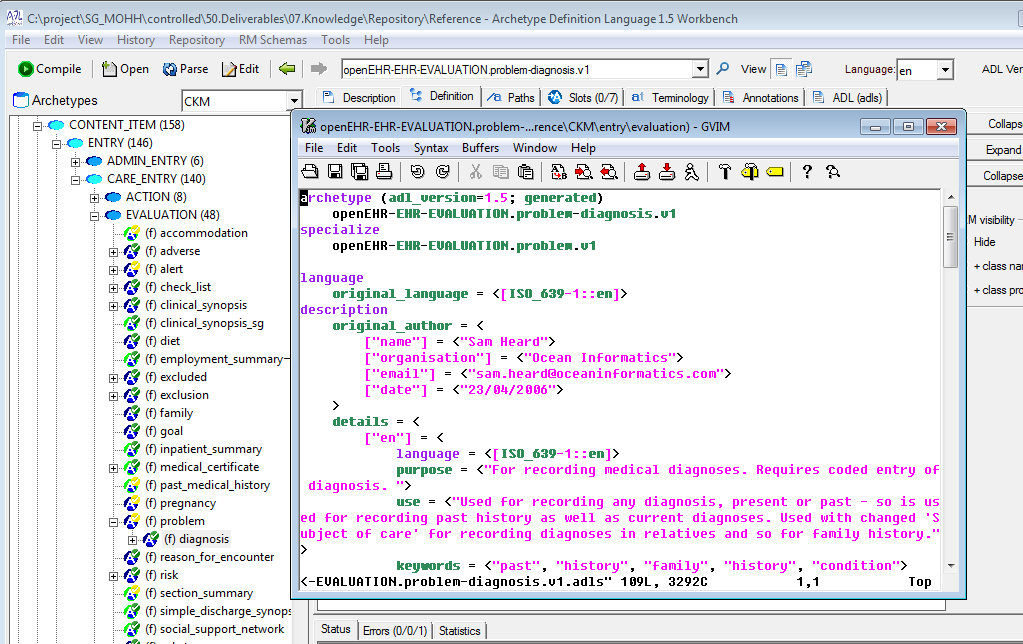 C:\project\SG_MOHH\controlled\50.Deliverables\07.Knowledge\Repository\Reference - Archetype Definition Language 1.5 Workbench
File Edit View History Repository RM Schemas Tools Help
Compile Open Parse Edit openEHR-EHR-EVALUATION.problem-diagnosis.v1 View Language: en ADL Ver
Archetypes CKM Description Definition Paths Slots (0/7) Terminology Annotations ADL (adls)
CONTENT_ITEM (158)
ENTRY (146)
ADMIN_ENTRY (6)
CARE_ENTRY (140)
ACTION (8)
EVALUATION (48)
(f) accommodation
(f) adverse
(f) alert
(f) check_list
(f) clinical_synopsis
(f) clinical_synopsis_sg
(f) diet
(f) employment_summary
(f) excluded
(f) exclusion
(f) family
(f) goal
(f) inpatient_summary
(f) medical_certificate
(f) past_medical_history
(f) pregnancy
(f) problem
(f) diagnosis
(f) reason_for_encounter
(f) risk
(f) section_summary
(f) simple_discharge_synops
(f) social_support_network
openEHR-EHR-EVALUATION.problem-...rence\CKM\entry\evaluation) - GVIM
File Edit Tools Syntax Buffers Window Help
archetype (adl_version=1.5; generated)
openEHR-EHR-EVALUATION.problem-diagnosis.v1
specialize
openEHR-EHR-EVALUATION.problem.v1
language
original_language = <[ISO_639-1::en]>
description
original_author = <
["name"] = <"Sam Heard">
["organisation"] = <"Ocean Informatics">
["email"] = <"sam.heard@oceaninformatics.com">
["date"] = <"23/04/2006">
>
details = <
["en"] = <
language = <[ISO_639-1::en]>
purpose = <"For recording medical diagnoses. Requires coded entry of
diagnosis. ">
use = <"Used for recording any diagnosis, present or past - so is us
ed for recording past history as well as current diagnoses. Used with changed 'S
ubject of care' for recording diagnoses in relatives and so for family history."
>
keywords = <"past", "history", "family", "history", "condition">
<-EVALUATION.problem-diagnosis.v1.adls" 109L, 3292C 1,1 Top
Collaps
Expand
Collapse
M visibility
Hide
+ class nar
+ class pro
Status Errors (0/0/1) Statistics